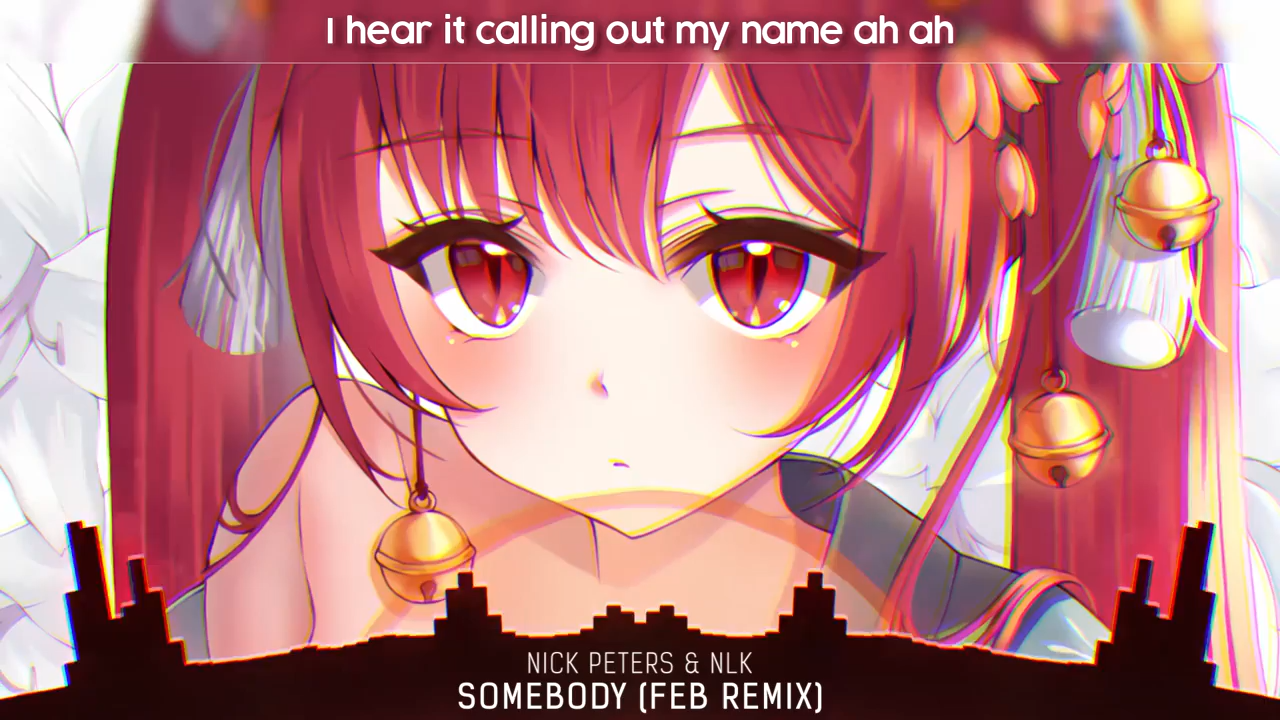 I hear it calling out my name ah ah
NICK PETERS & NLK
SOMEBODY (FEB REMIX)